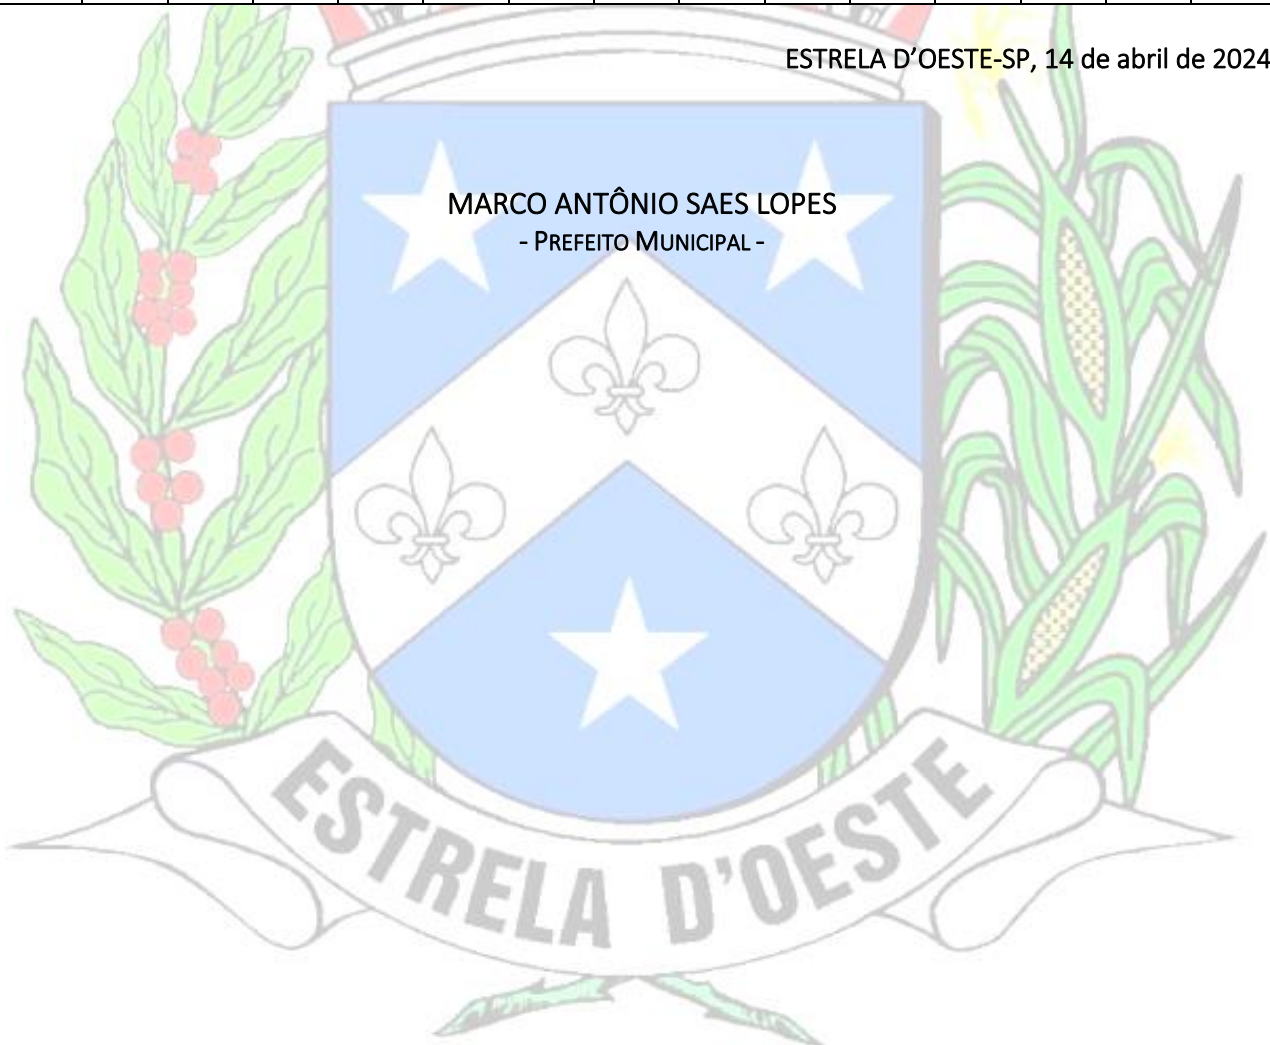 ESTRELA D’OESTE-SP, 14 de abril de 2024
MARCO ANTÔNIO SAES LOPES
- PREFEITO MUNICIPAL -
ESTRELA D'OESTE